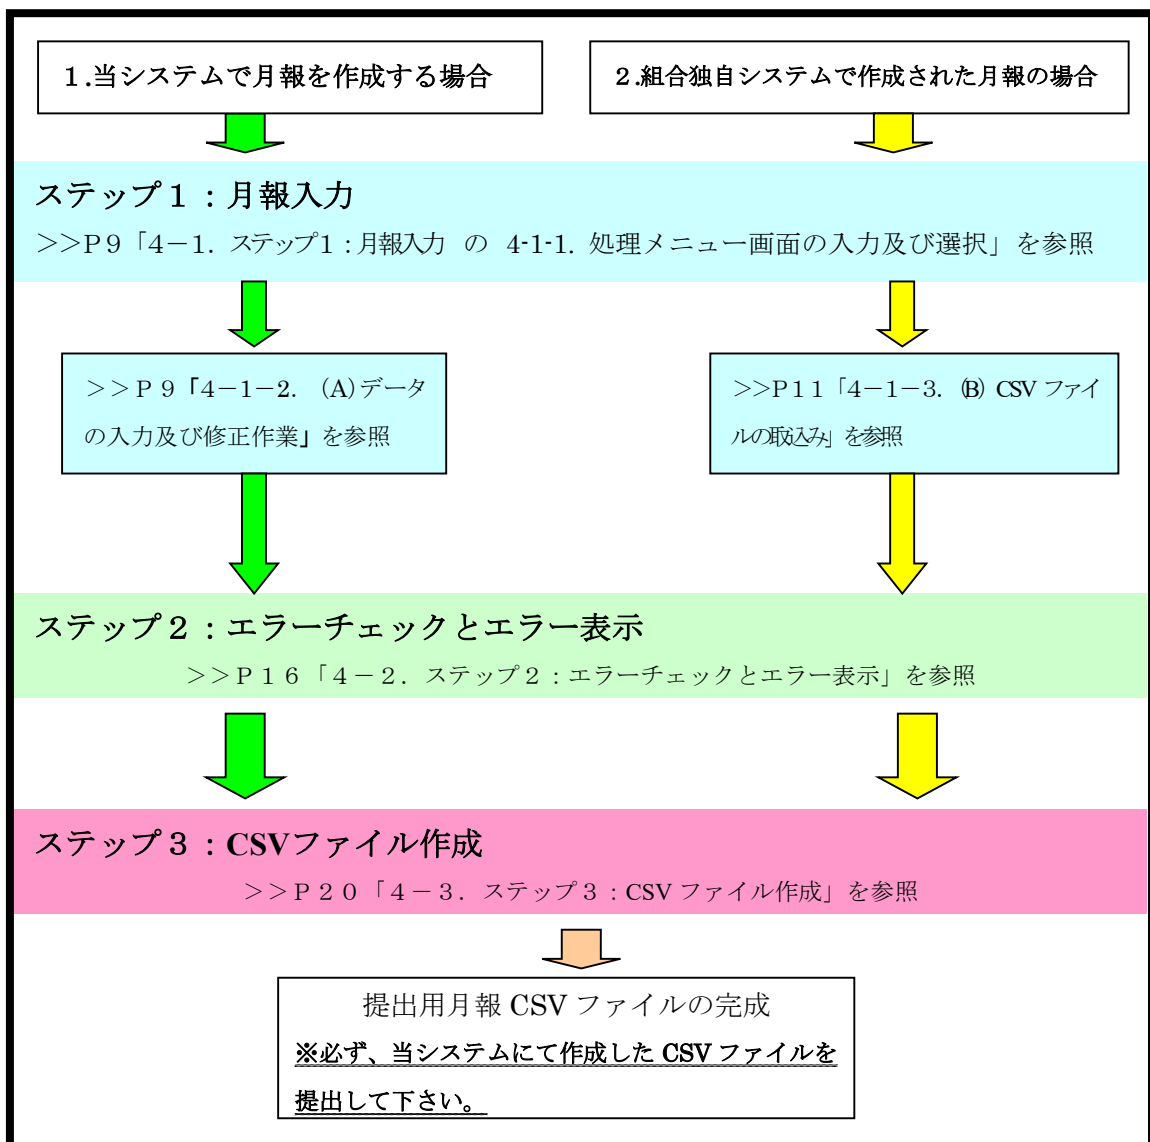 １.当システムで月報を作成する場合
２.組合独自システムで作成された月報の場合
ステップ１：月報入力
>>P９「４－１．ステップ１：月報入力 の 4-1-1. 処理メニュー画面の入力及び選択」を参照
>>Ｐ９「４－１－２． (A)データ
の入力及び修正作業」を参照
>>P１１「４－１－３．(B) CSV ファイ
ルの取込み」を参照
ステップ２：エラーチェックとエラー表示
>>Ｐ１６「４－２．ステップ２：エラーチェックとエラー表示」を参照
ステップ３：CSVファイル作成
>>Ｐ２０「４－３．ステップ３：CSV ファイル作成」を参照
提出用月報 CSV ファイルの完成
※必ず、当システムにて作成した CSV ファイルを
提出して下さい。